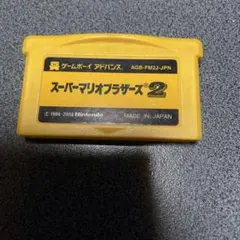 ゲームボーイ アドバンス AGB-FM2J-JPN
スーパーマリオブラザーズ2
© 1986-2004 Nintendo MADE IN JAPAN